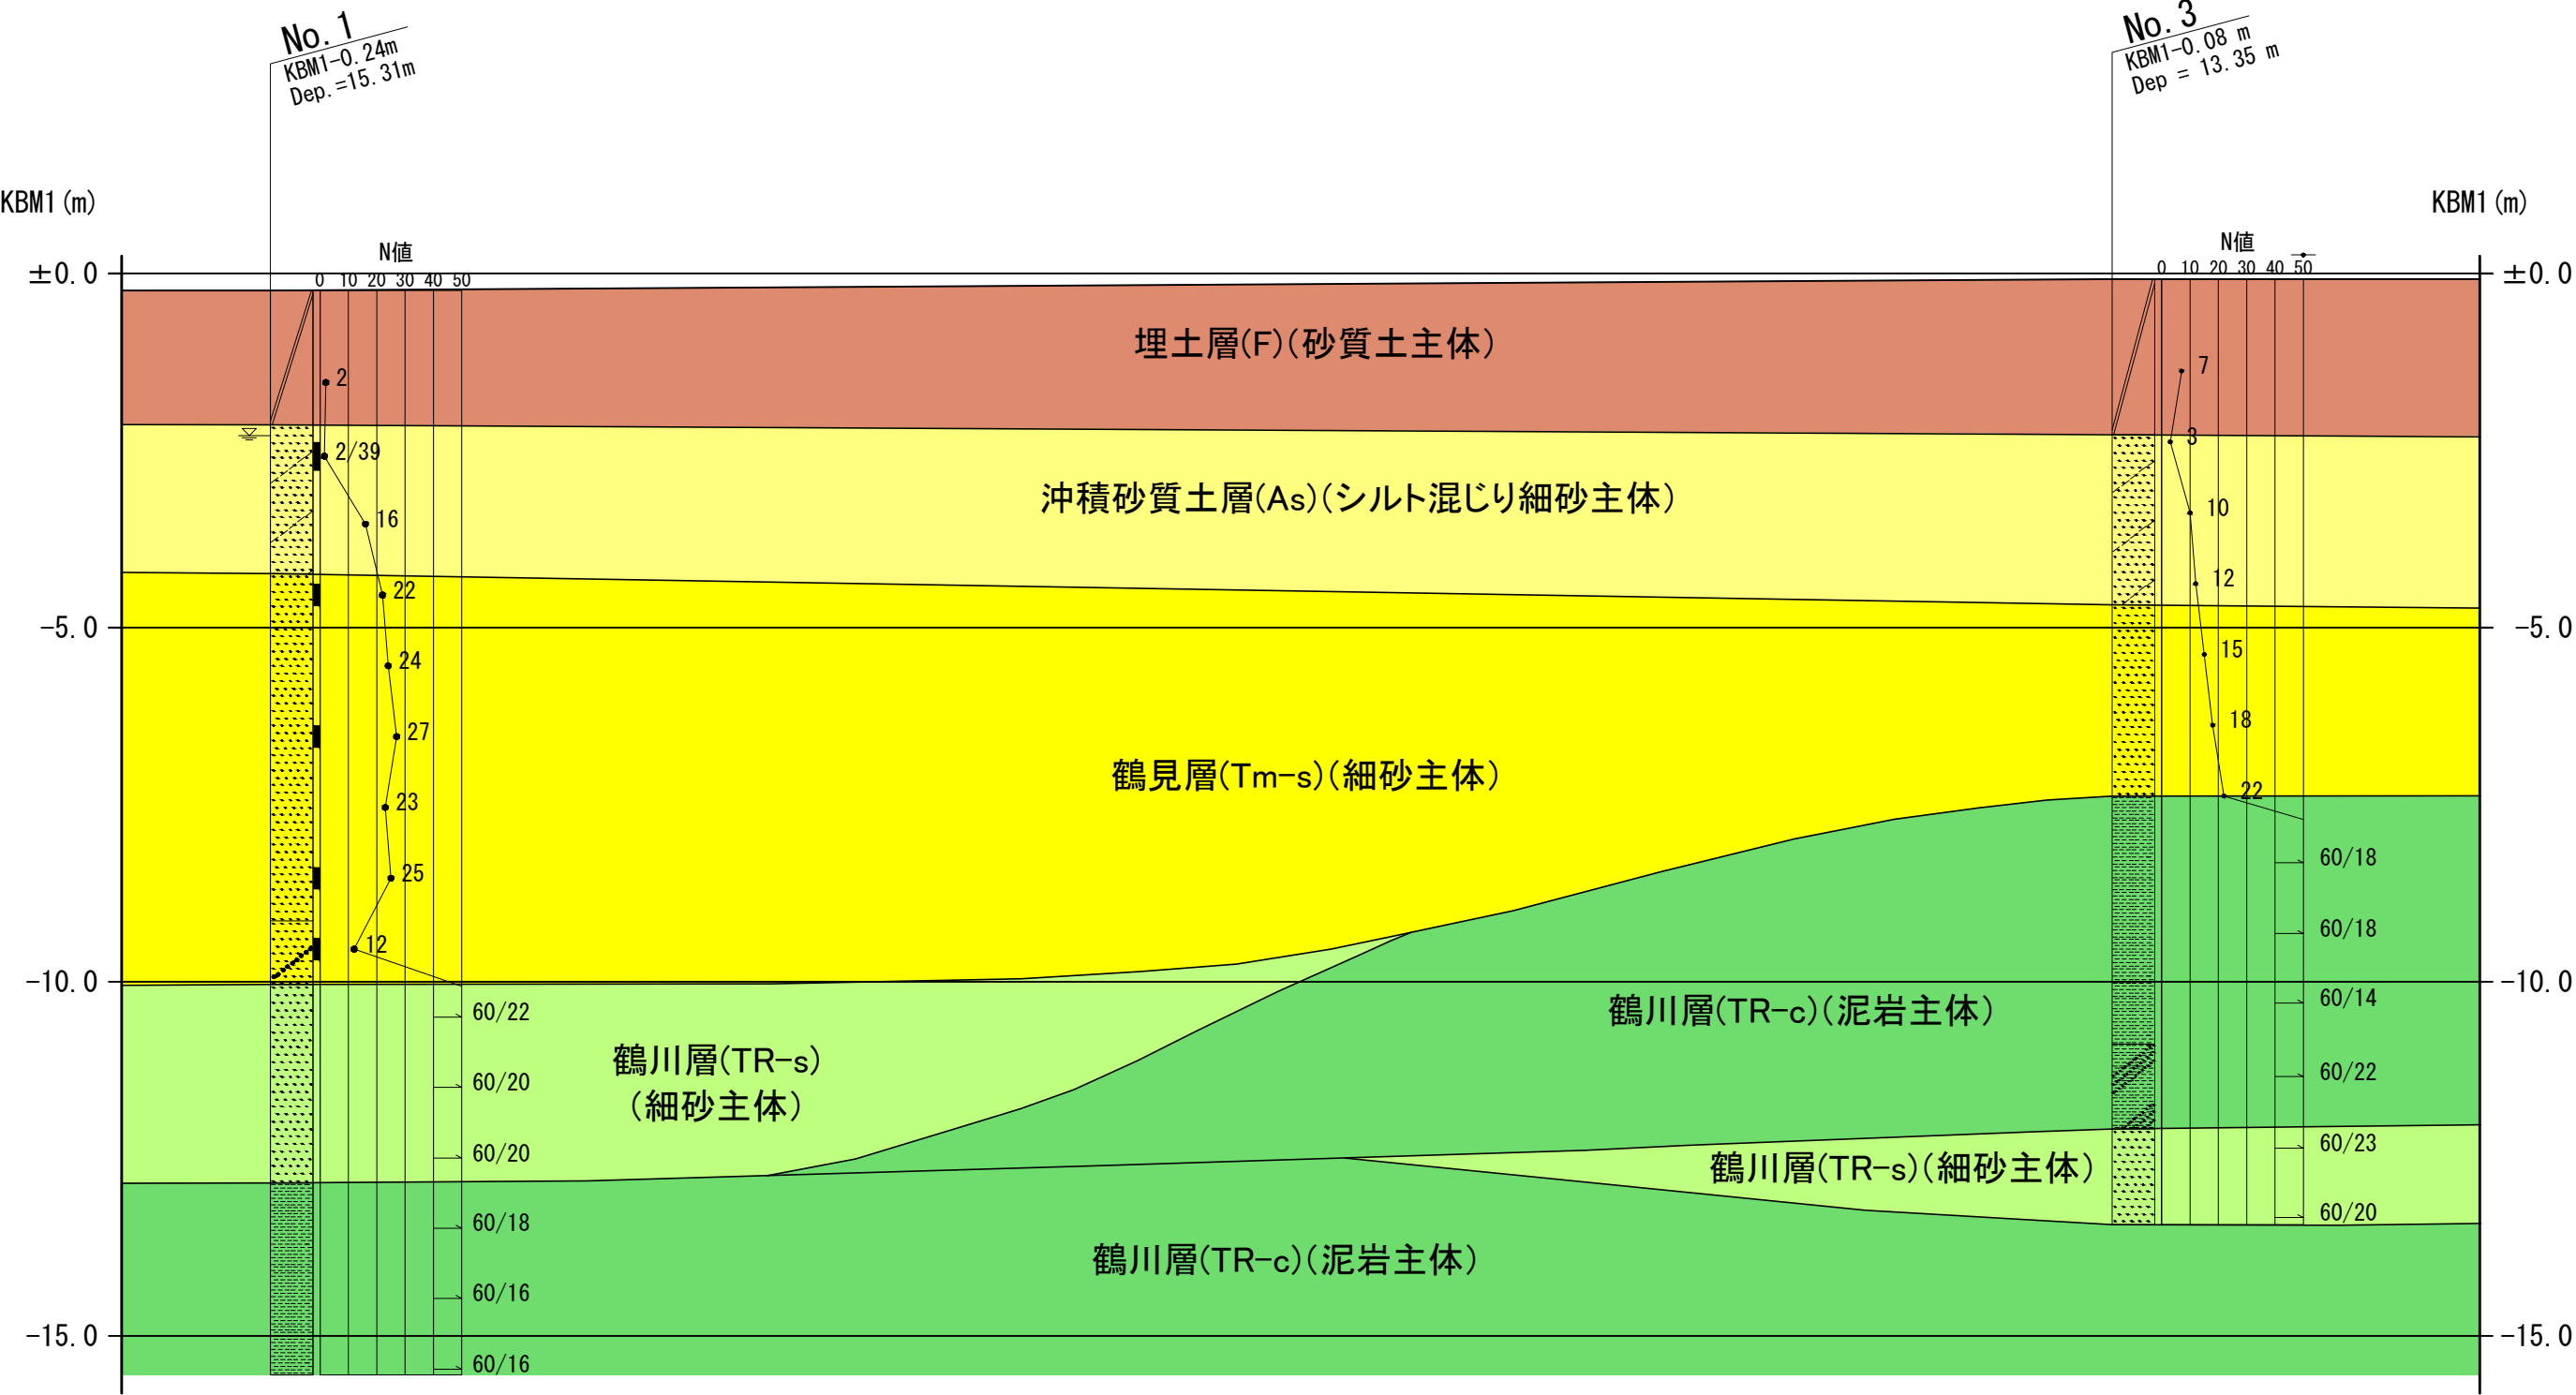 No. 1
KBM1-0.24m
Dep.=15.31m
No. 3
KBM1-0.08 m
Dep = 13.35 m
KBM1(m)
KBM1(m)
N値
N値
±0.0
0 10 20 30 40 50
0 10 20 30 40 50
±0.0
埋土層(F)(砂質土主体)
2
7
2/39
3
沖積砂質土層(As)(シルト混じり細砂主体)
16
10
22
12
-5.0
-5.0
24
15
27
18
鶴見層(Tm-s)(細砂主体)
23
22
25
60/18
12
60/18
-10.0
-10.0
60/22
鶴川層(TR-c)(泥岩主体)
60/14
鶴川層(TR-s)
(細砂主体)
60/20
60/22
60/20
鶴川層(TR-s)(細砂主体)
60/23
60/18
60/20
鶴川層(TR-c)(泥岩主体)
60/16
-15.0
-15.0
60/16